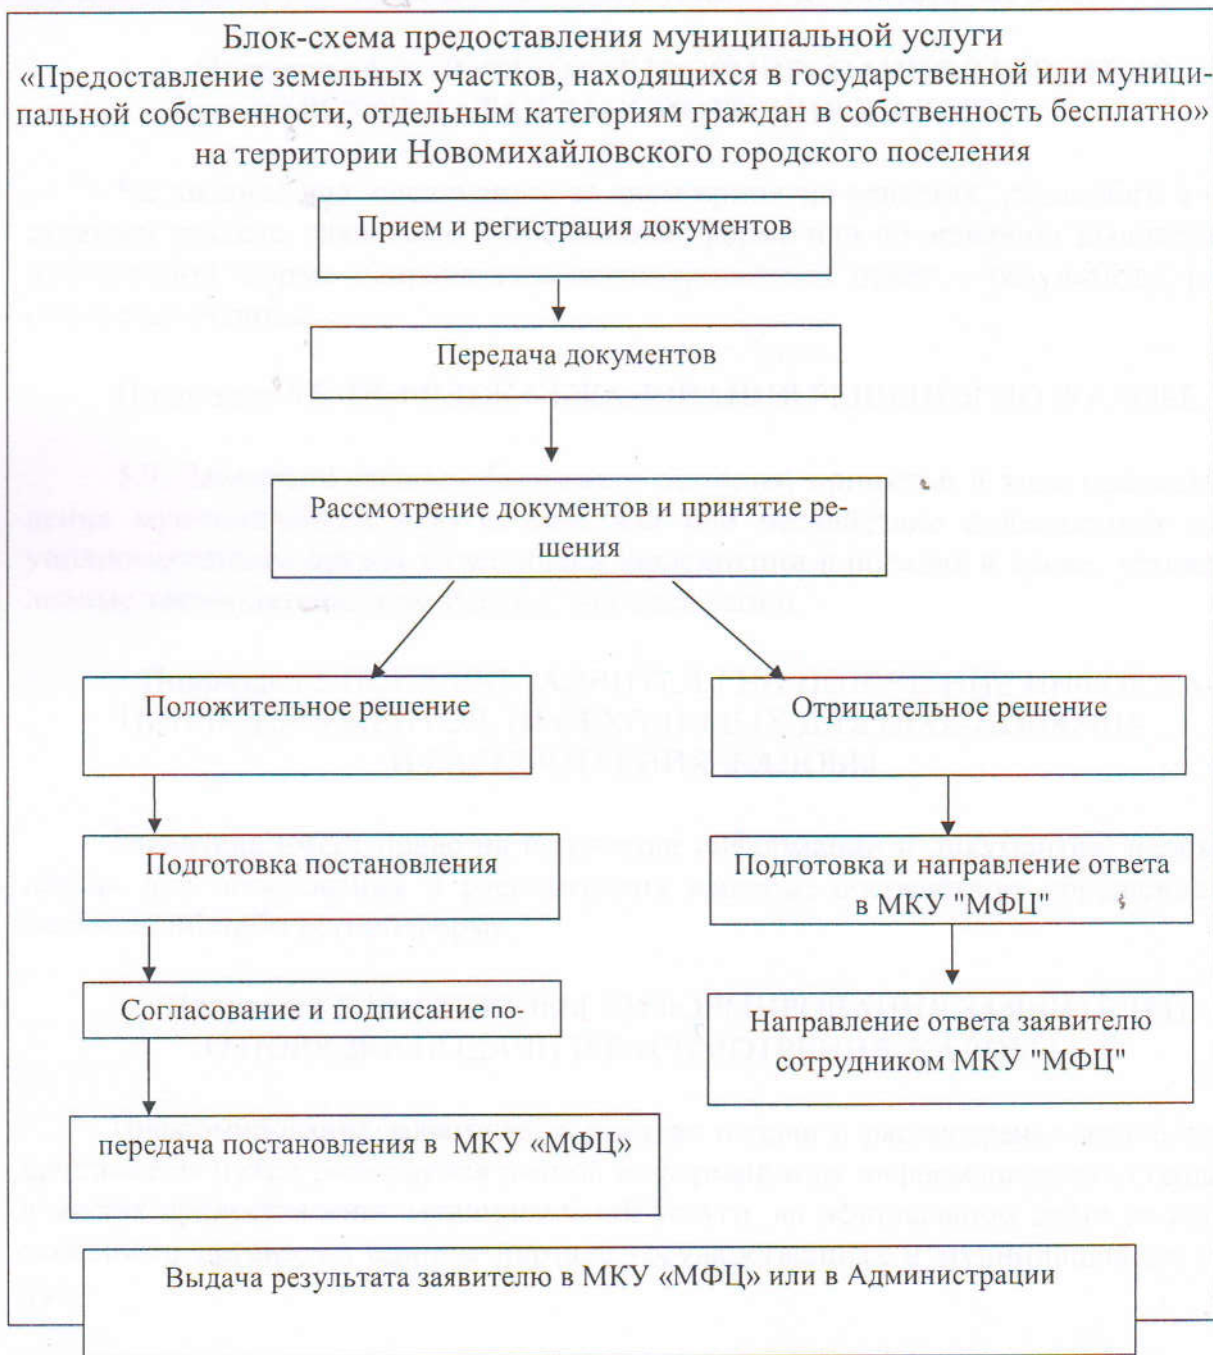 Блок-схема предоставления муниципальной услуги
«Предоставление земельных участков, находящихся в государственной или муници-
пальной собственности, отдельным категориям граждан в собственность бесплатно»
на территории Новомихайловского городского поселения
Прием и регистрация документов
Передача документов
Рассмотрение документов и принятие ре-
шения
Положительное решение
Отрицательное решение
Подготовка постановления
Подготовка и направление ответа
в МКУ "МФЦ"
Согласование и подписание по-
Направление ответа заявителю
сотрудником МКУ "МФЦ"
передача постановления в МКУ «МФЦ»
Выдача результата заявителю в МКУ «МФЦ» или в Администрации